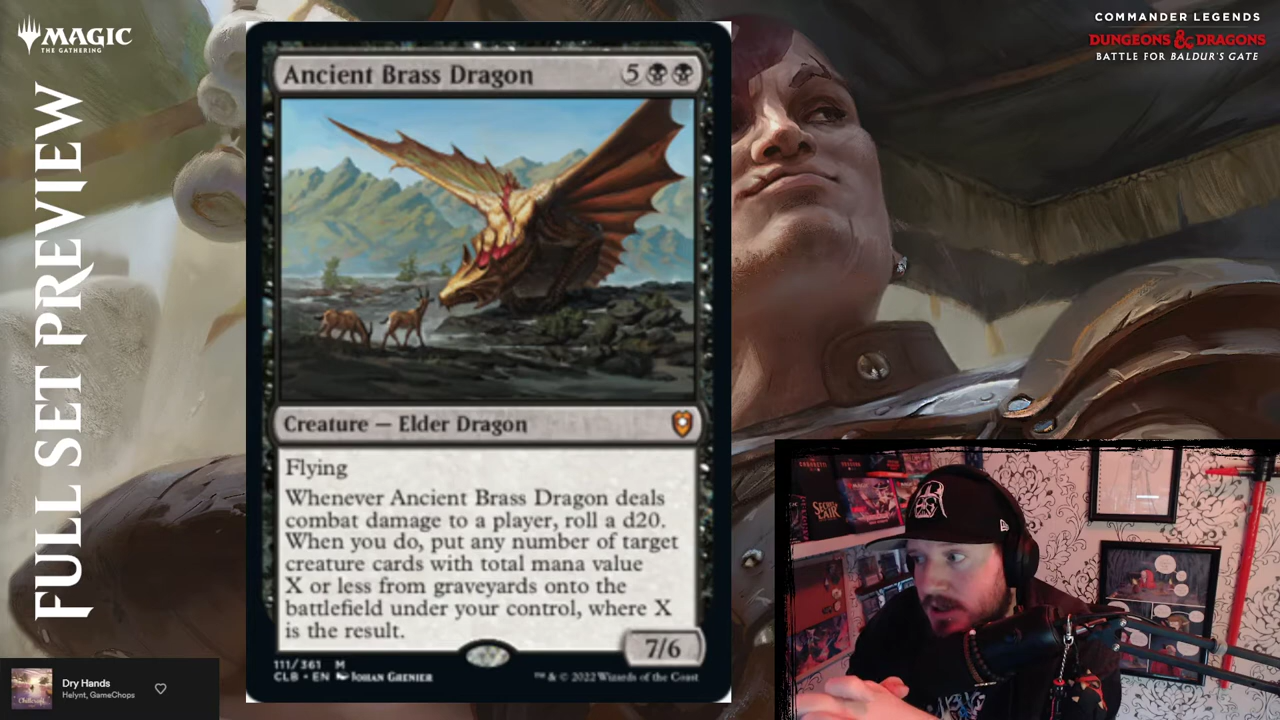 MAGIC
THE GATHERING
FULL SET PREVIEW
COMMANDER LEGENDS
DUNGEONS & DRAGONS
BATTLE FOR BALDUR'S GATE
Ancient Brass Dragon 5
Creature — Elder Dragon
Flying
Whenever Ancient Brass Dragon deals
combat damage to a player, roll a d20.
When you do, put any number of target
creature cards with total mana value
X or less from graveyards onto the
battlefield under your control, where X
is the result.
7/6
111/361 M
CLB • EN JOHAN GRENIER
™ & © 2022 Wizards of the Coast
Dry Hands
Helynt, GameChops
SECRET
LAIR